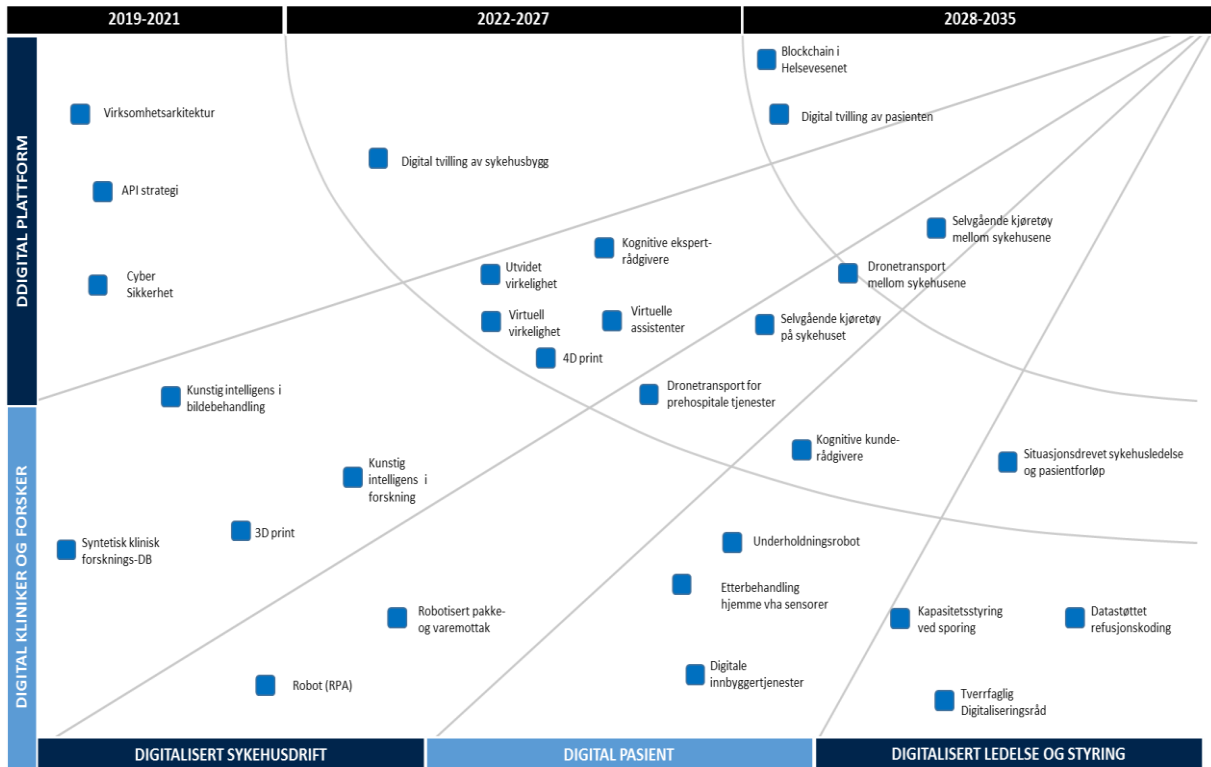 2019-2021
2022-2027
2028-2035
DDIGITAL PLATTFORM
DIGITAL KLINIKER OG FORSKER
Blockchain i
Helsevesenet
Virksomhetsarkitektur
Digital tvilling av pasienten
Digital tvilling av sykehusbygg
API strategi
Selvgående kjøretøy
mellom sykehusene
Kognitive ekspert-
rådgivere
Cyber
Sikkerhet
Utvidet
virkelighet
Dronetransport
mellom sykehusene
Virtuell
virkelighet
Virtuelle
assistenter
Selvgående kjøretøy
på sykehuset
4D print
Kunstig intelligens i
bildebehandling
Dronetransport for
prehospitale tjenester
Kognitive kunde-
rådgivere
Situasjonsdrevet sykehusledelse
og pasientforløp
Kunstig
intelligens i
forskning
3D print
Syntetisk klinisk
forsknings-DB
Underholdningsrobot
Etterbehandling
hjemme vha sensorer
Robotisert pakke-
og varemottak
Kapasitetsstyring
ved sporing
Datastøttet
refusjonskoding
Robot (RPA)
Digitale
innbyggertjenester
Tverrfaglig
Digitaliseringsråd
DIGITALISERT SYKEHUSDRIFT
DIGITAL PASIENT
DIGITALISERT LEDELSE OG STYRING